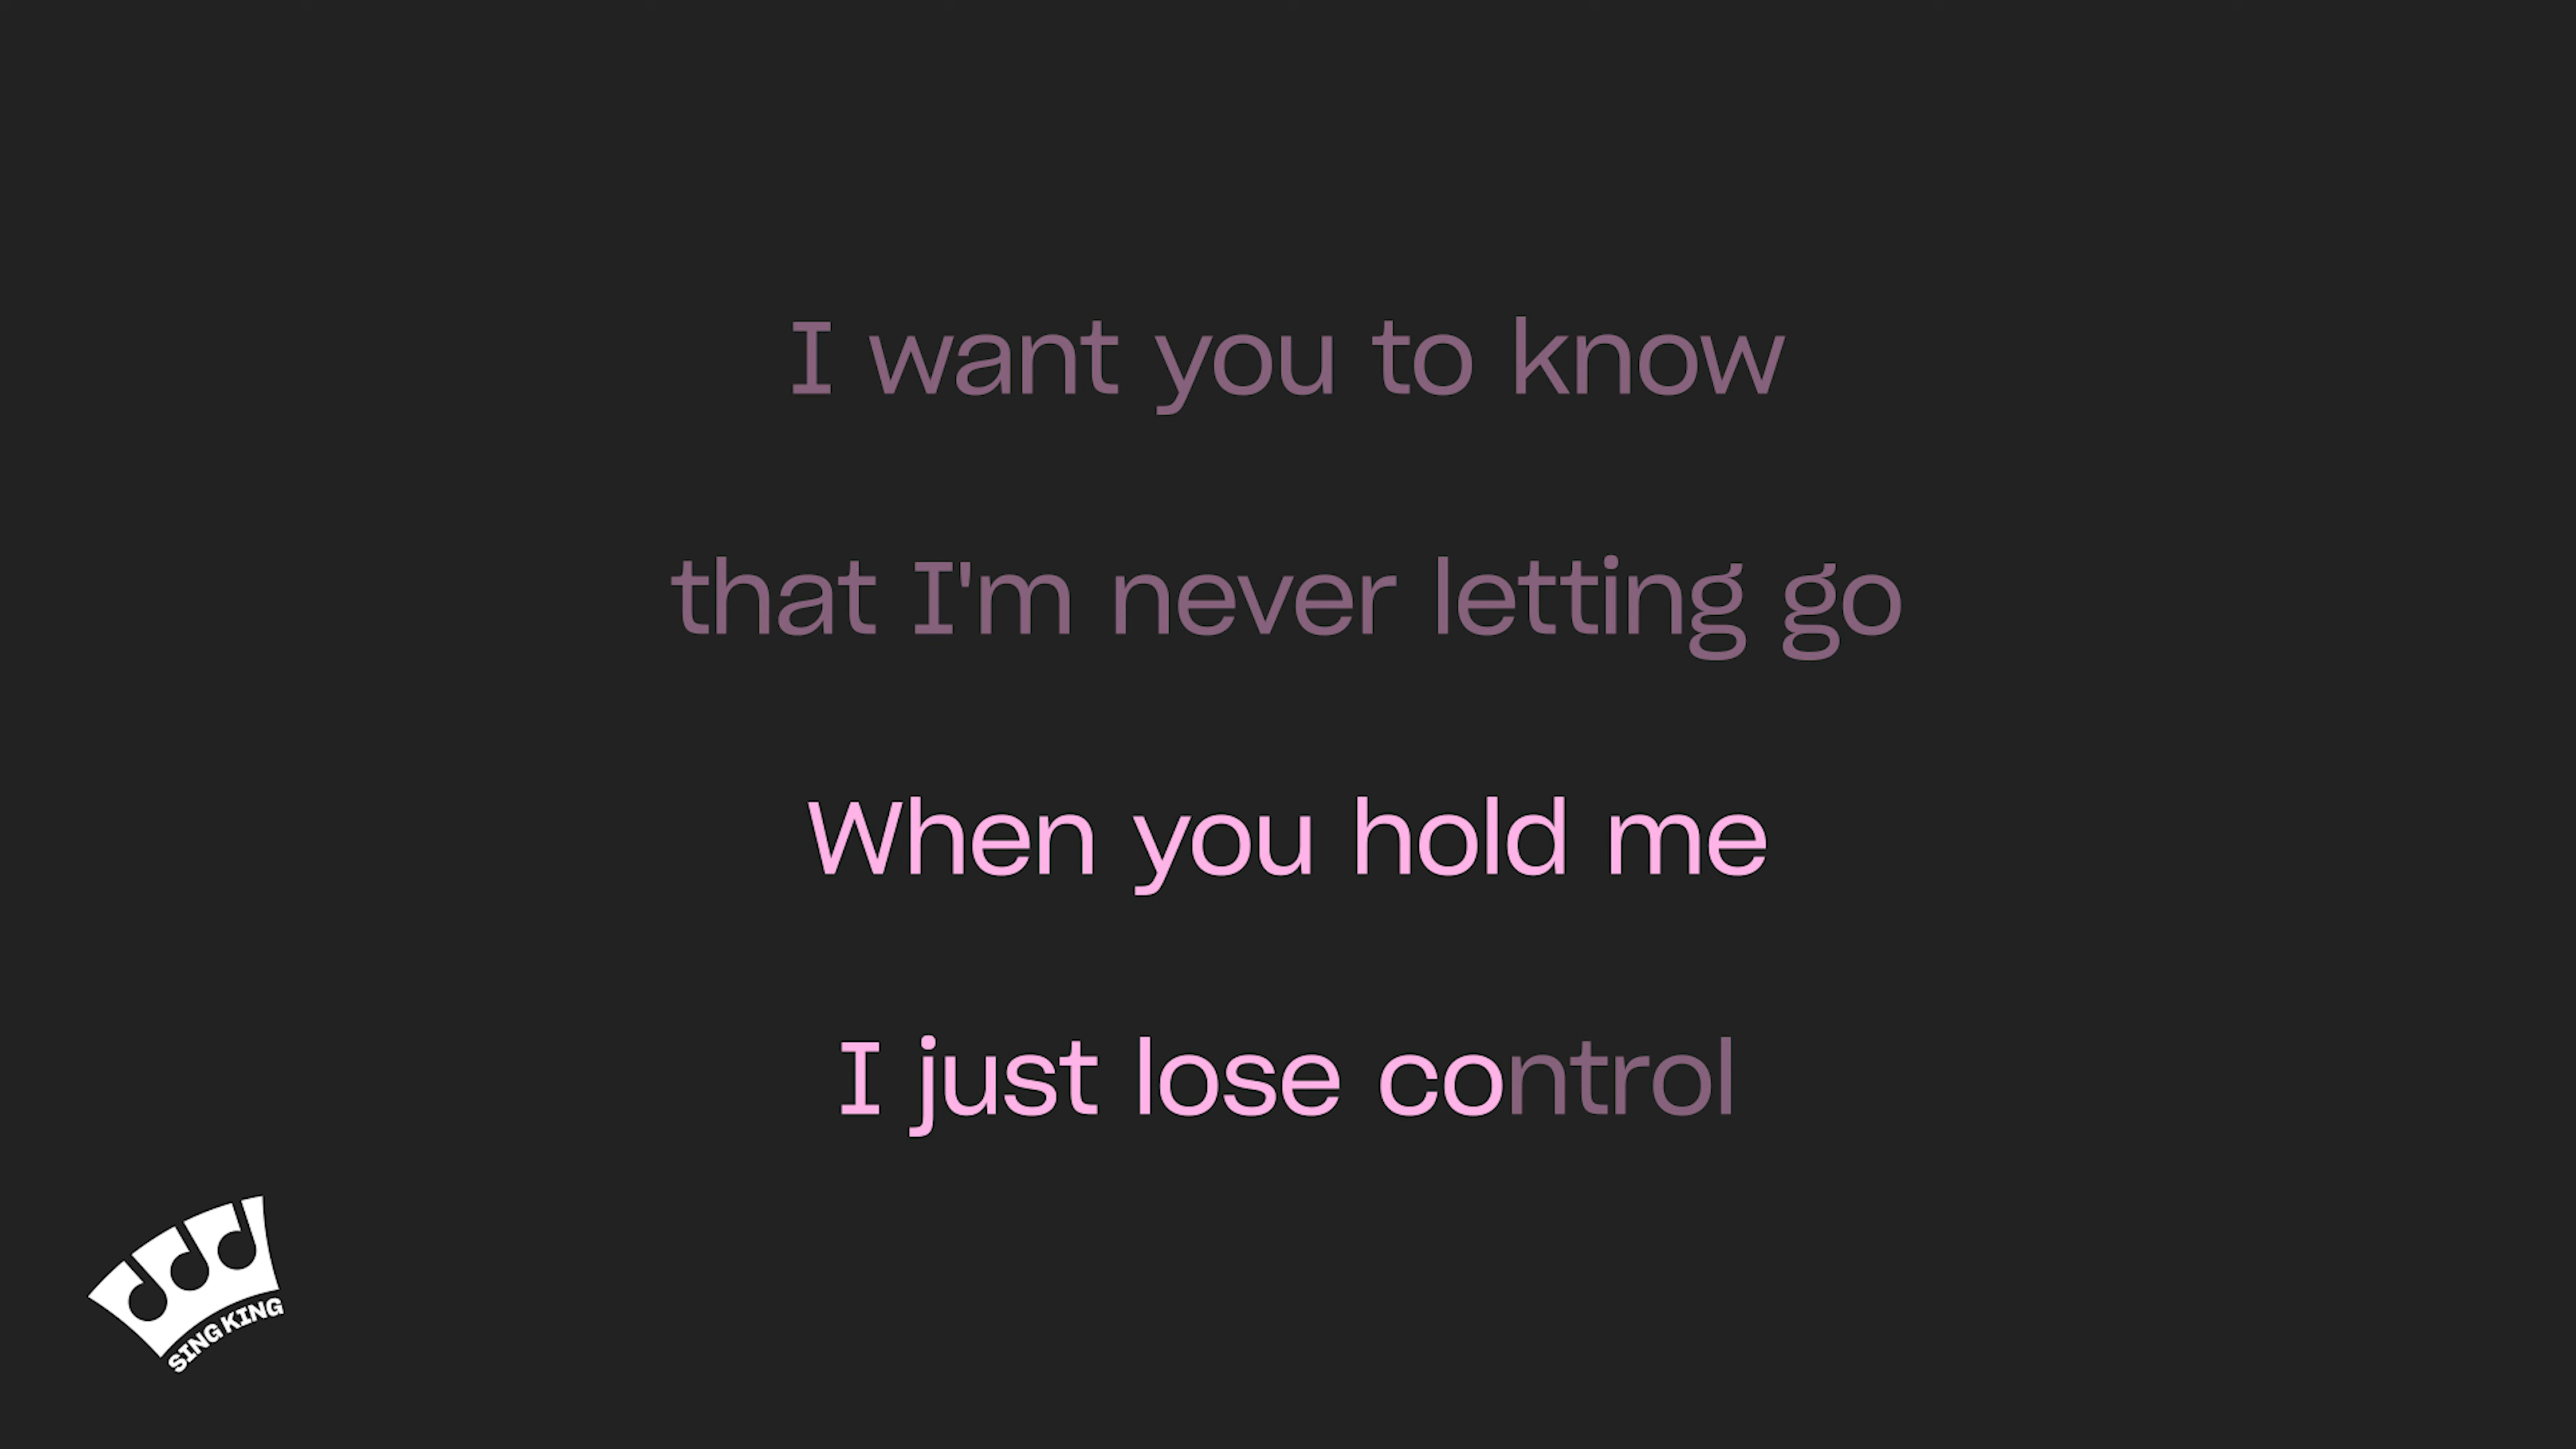 I want you to know
that I'm never letting go
When you hold me
I just lose control
SING KING